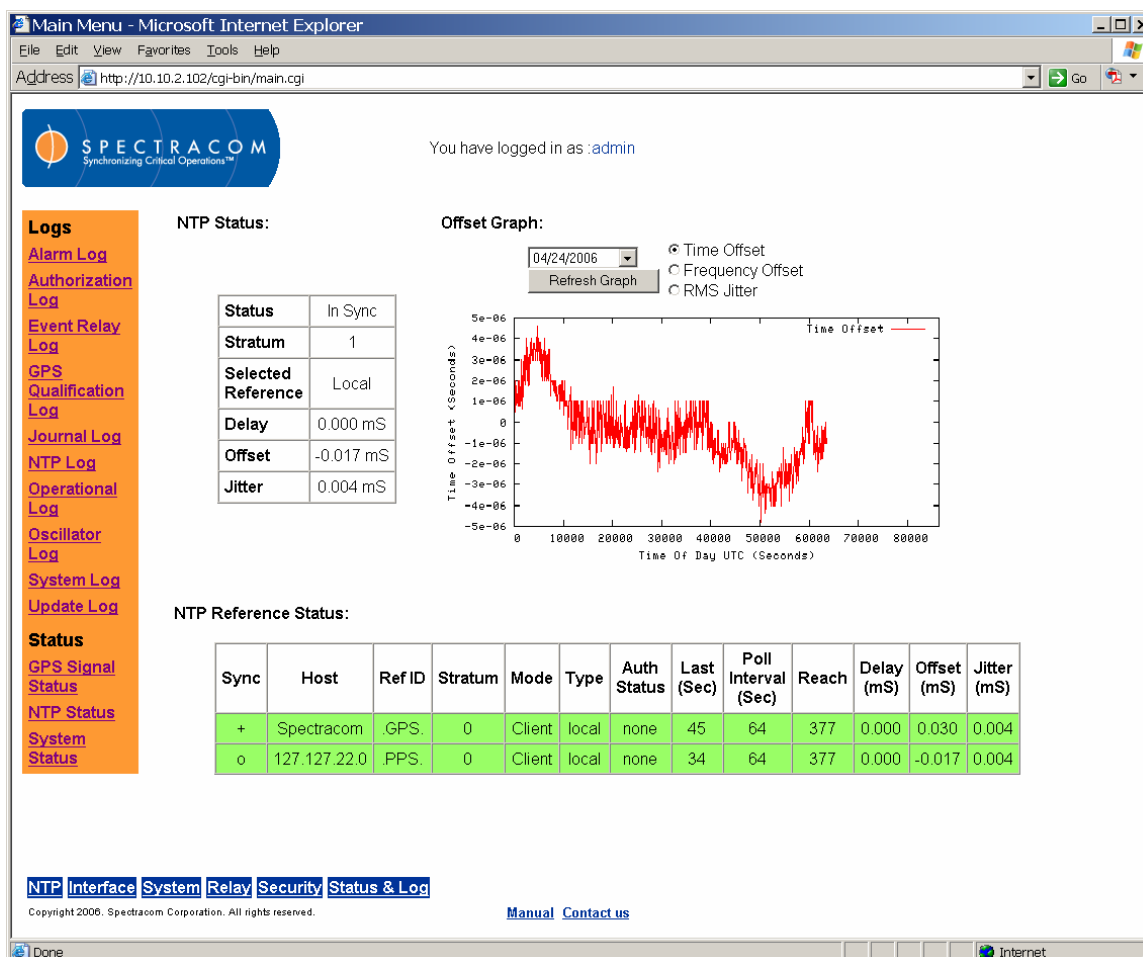 Main Menu - Microsoft Internet Explorer
File Edit View Favorites Tools Help
Address http://10.10.2.102/cgi-bin/main.cgi Go
SPECTRACOM
Synchronizing Critical Operations™
You have logged in as :admin
Logs
Alarm Log
Authorization
Log
Event Relay
Log
GPS
Qualification
Log
Journal Log
NTP Log
Operational
Log
Oscillator
Log
System Log
Update Log
Status
GPS Signal
Status
NTP Status
System
Status
NTP Status:
Status In Sync
Stratum 1
Selected
Reference Local
Delay 0.000 mS
Offset -0.017 mS
Jitter 0.004 mS
Offset Graph:
04/24/2006
Refresh Graph
Time Offset
Frequency Offset
RMS Jitter
Time Offset
Time Offset (Seconds)
5e-06
4e-06
3e-06
2e-06
1e-06
0
-1e-06
-2e-06
-3e-06
-4e-06
-5e-06
0 10000 20000 30000 40000 50000 60000 70000 80000
Time Of Day UTC (Seconds)
NTP Reference Status:
Sync Host Ref ID Stratum Mode Type Auth Status Last (Sec) Poll Interval (Sec) Reach Delay (mS) Offset (mS) Jitter (mS)
+ Spectracom .GPS. 0 Client local none 45 64 377 0.000 0.030 0.004
o 127.127.22.0 .PPS. 0 Client local none 34 64 377 0.000 -0.017 0.004
NTP Interface System Relay Security Status & Log
Copyright 2006. Spectracom Corporation. All rights reserved.
Manual Contact us
Done Internet